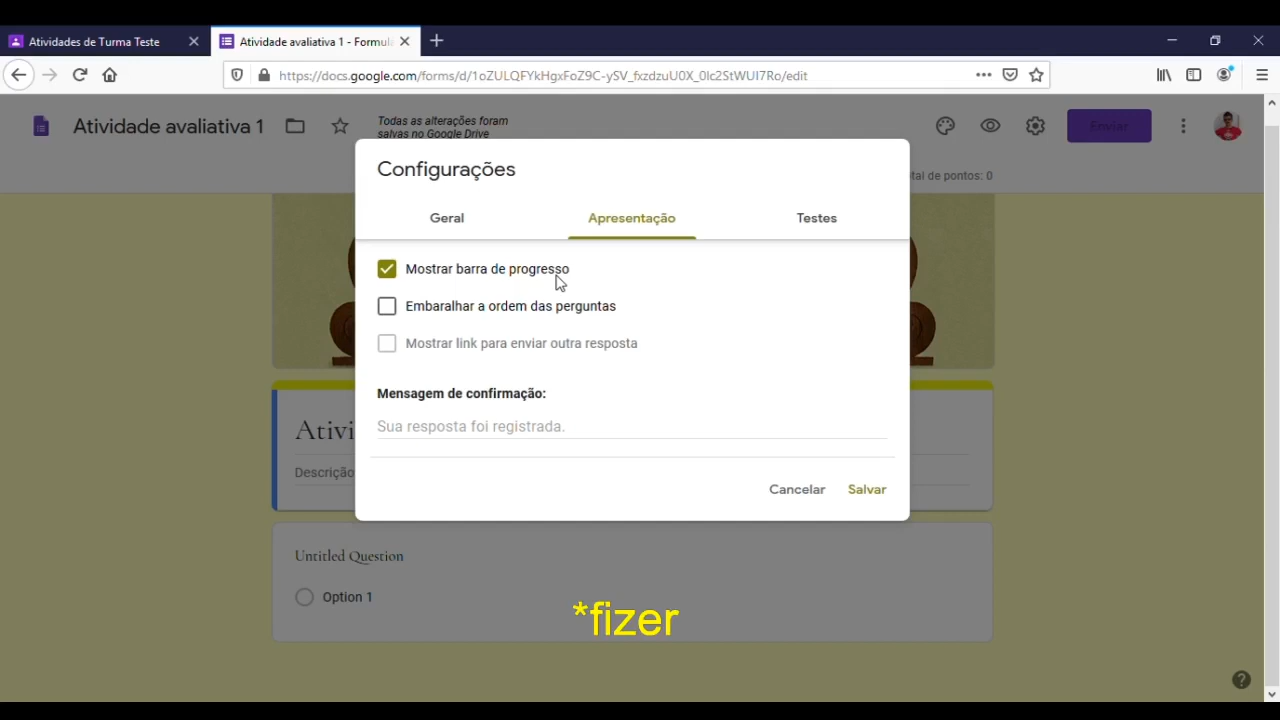 Atividades de Turma Teste
Atividade avaliativa 1 - Formula
https://docs.google.com/forms/d/1oZULQFYkHgxFoZ9C-ySV_fxzdzuU0X_0lc2StWUI7Ro/edit
Atividade avaliativa 1
Todas as alterações foram
salvas no Google Drive
Enviar
tal de pontos: 0
Configurações
Geral
Apresentação
Testes
Mostrar barra de progresso
Embaralhar a ordem das perguntas
Mostrar link para enviar outra resposta
Mensagem de confirmação:
Sua resposta foi registrada.
Cancelar
Salvar
Ativi
Descrição
Untitled Question
Option 1
*fizer